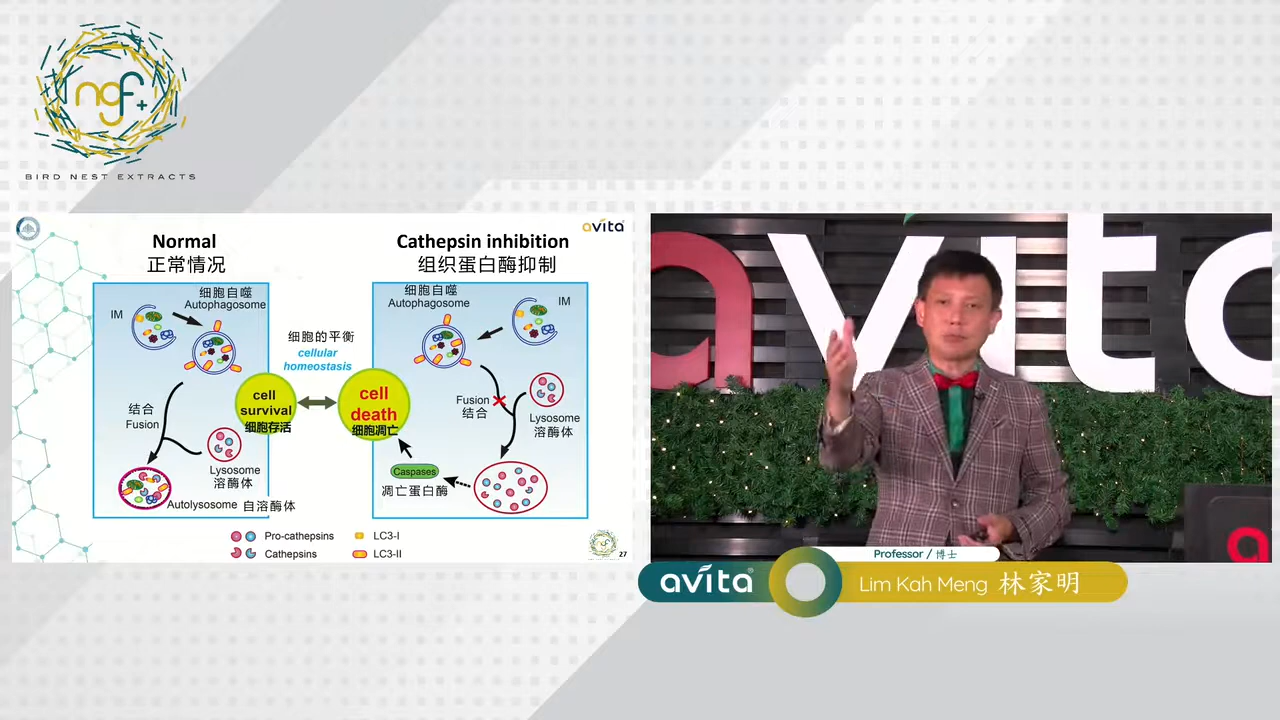 ngf+
BIRD NEST EXTRACTS
avita
Normal
正常情况
Cathepsin inhibition
组织蛋白酶抑制
细胞自噬
Autophagosome
IM
结合
Fusion
Lysosome
溶酶体
Autolysosome 自溶酶体
细胞的平衡
cellular
homeostasis
cell
survival
细胞存活
cell
death
细胞凋亡
细胞自噬
Autophagosome
IM
Fusion
结合
Lysosome
溶酶体
Caspases
凋亡蛋白酶
Pro-cathepsins
LC3-I
Cathepsins
LC3-II
27
avita
a
Professor / 博士
avita
Lim Kah Meng 林家明